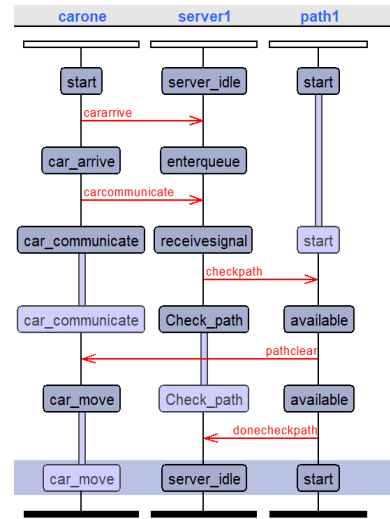 carone server1 path1
start server_idle start
cararrive
car_arrive enterqueue
carcommunicate
car_communicate receivesignal start
checkpath
car_communicate Check_path available
pathclear
car_move Check_path available
donecheckpath
car_move server_idle start